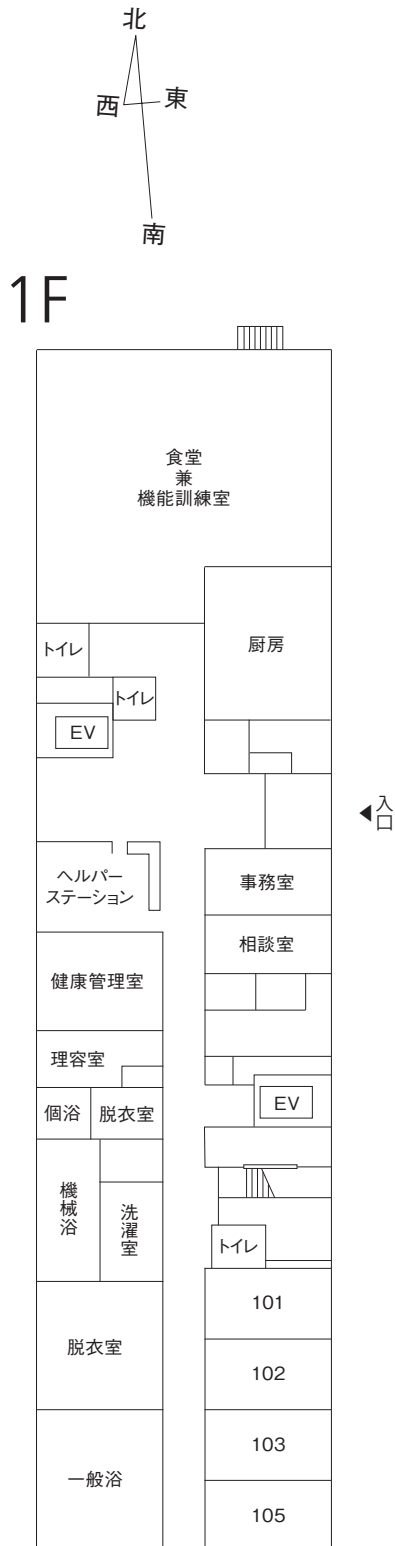 北
西
東
南
1F
食堂
兼
機能訓練室
トイレ
厨房
トイレ
EV
入口
ヘルパー
ステーション
事務室
相談室
健康管理室
理容室
個浴
脱衣室
EV
機械浴
洗濯室
トイレ
101
脱衣室
102
103
一般浴
105